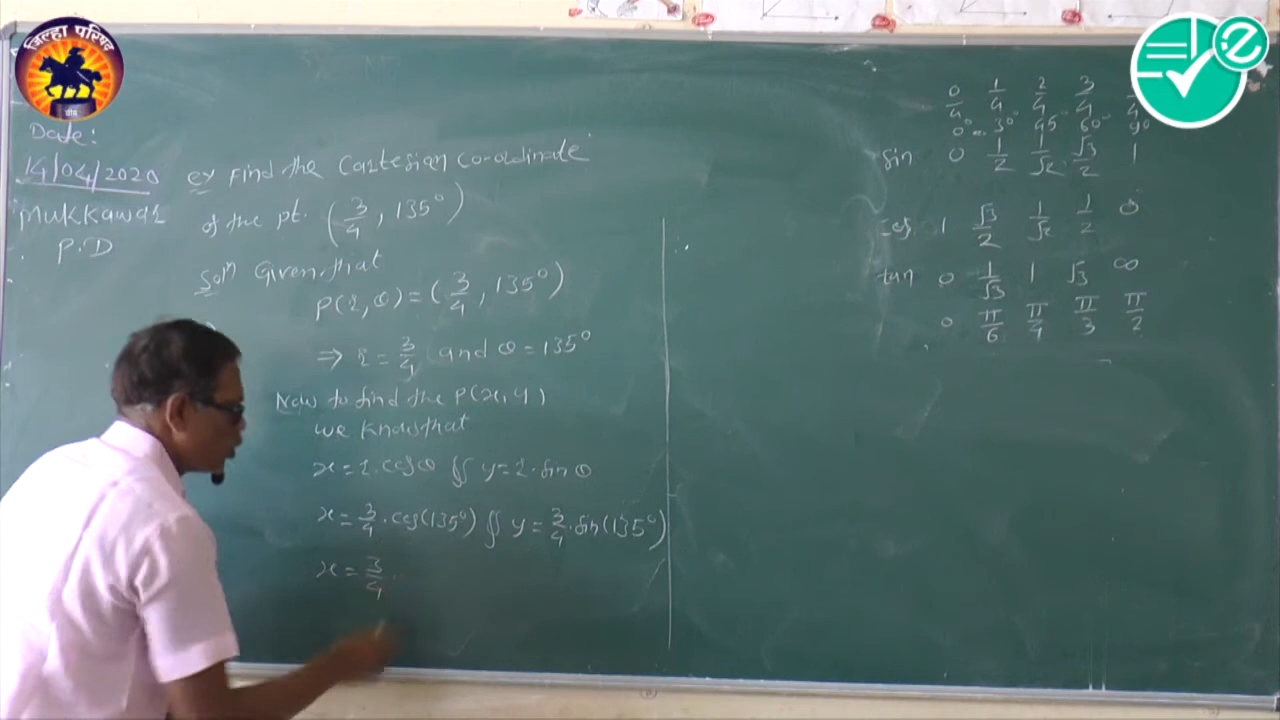 जिल्हा परिषद
बीड
Date:
14/04/2020
Mukkawar
P.D
ex Find the Cartesian co-ordinate
of the pt. (3/4, 135°)
Solⁿ Given that
P(r, θ) = (3/4, 135°)
⇒ r = 3/4 and θ = 135°
Now to find the P(x, y)
we know that
x = r.cosθ ∬ y = r.sin θ
x = 3/4 . cos(135°) ∬ y = 3/4 . sin(135°)
x = 3/4 .
0/4 1/4 2/4 3/4 4
0° 30° 45° 60° 90
sin 0 1/2 1/√2 √3/2 1
cos 1 √3/2 1/√2 1/2 0
tan 0 1/√3 1 √3 ∞
0 π/6 π/4 π/3 π/2